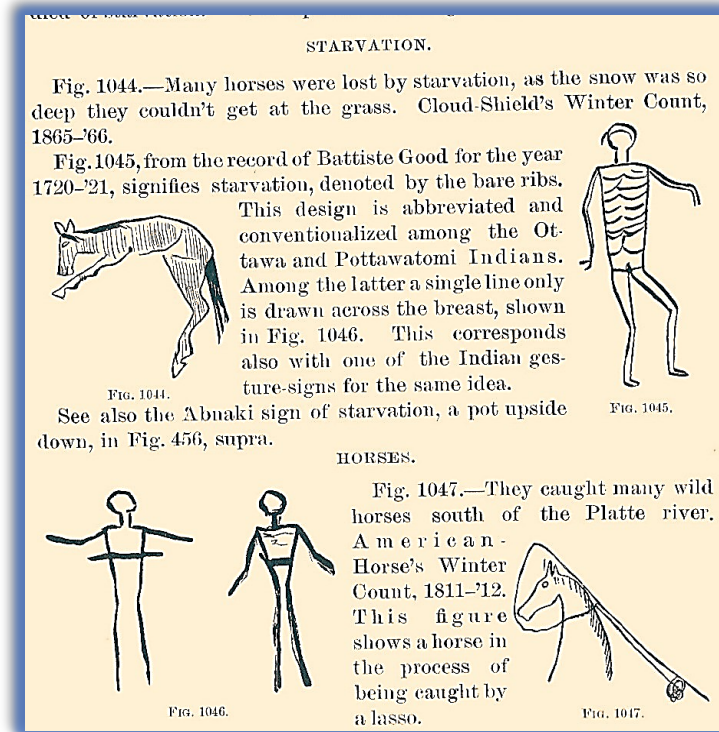 STARVATION.
Fig. 1044.—Many horses were lost by starvation, as the snow was so
deep they couldn't get at the grass. Cloud-Shield's Winter Count,
1865-'66.
Fig. 1045, from the record of Battiste Good for the year
1720-'21, signifies starvation, denoted by the bare ribs.
This design is abbreviated and
conventionalized among the Ot-
tawa and Pottawatomi Indians.
Among the latter a single line only
is drawn across the breast, shown
in Fig. 1046. This corresponds
also with one of the Indian ges-
ture-signs for the same idea.
FIG. 1044.
FIG. 1045.
See also the Abnaki sign of starvation, a pot upside
down, in Fig. 456, supra.
HORSES.
Fig. 1047.—They caught many wild
horses south of the Platte river.
American-
Horse's Winter
Count, 1811-'12.
This figure
shows a horse in
the process of
being caught by
a lasso.
FIG. 1046.
FIG. 1047.